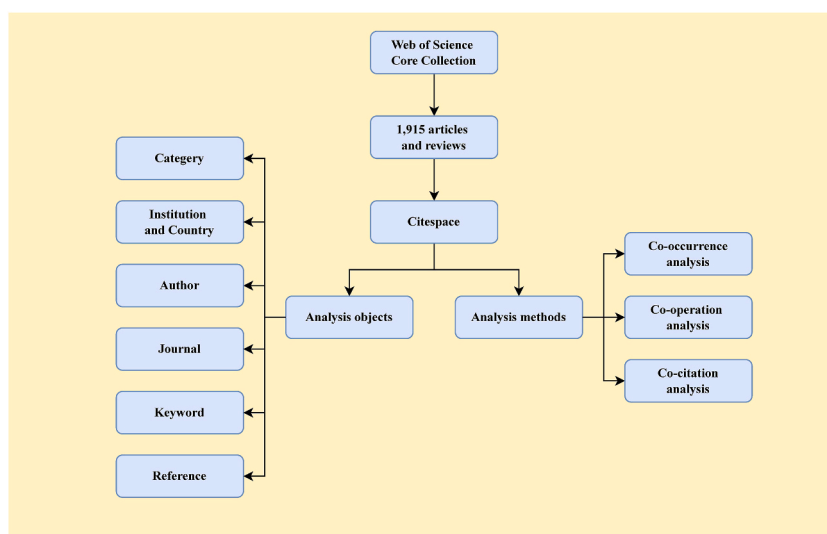 Web of Science
Core Collection
1,915 articles
and reviews
Citespace
Analysis objects
Analysis methods
Categery
Institution
and Country
Author
Journal
Keyword
Reference
Co-occurrence
analysis
Co-operation
analysis
Co-citation
analysis